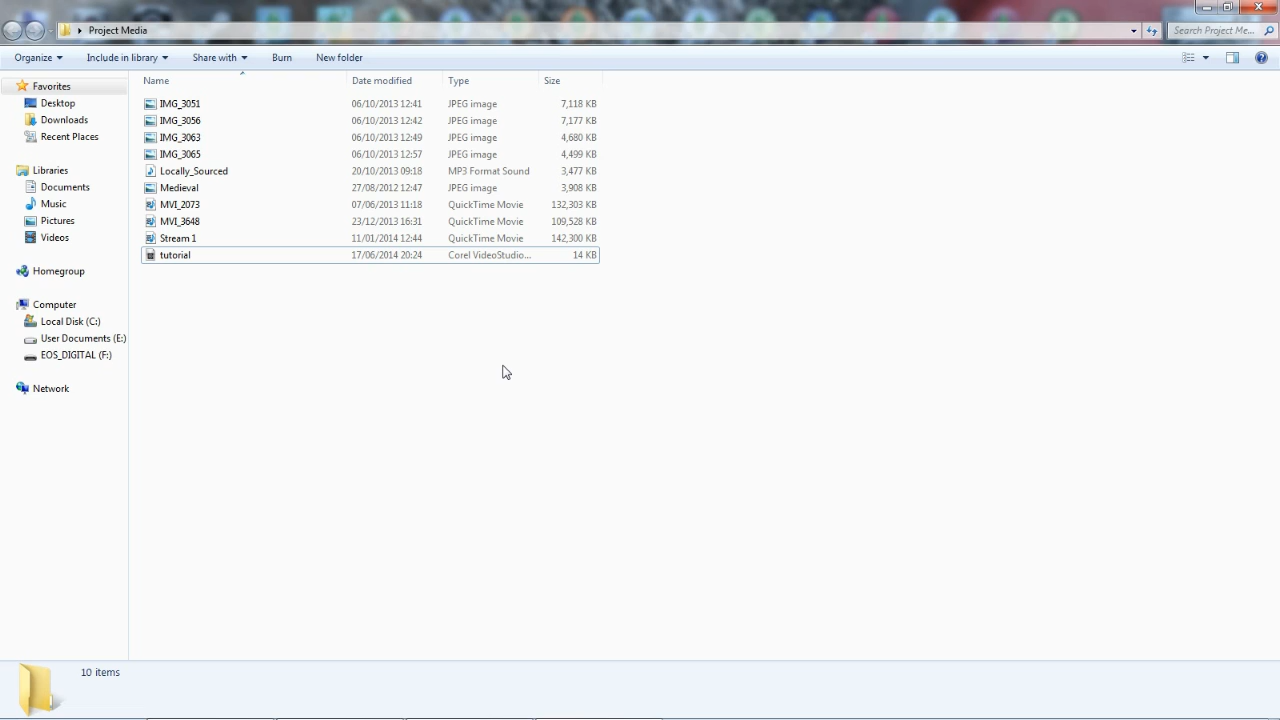 Project Media
Search Project Me...
Organize Include in library Share with Burn New folder
Name Date modified Type Size
Favorites
Desktop
Downloads
Recent Places
Libraries
Documents
Music
Pictures
Videos
Homegroup
Computer
Local Disk (C:)
User Documents (E:)
EOS_DIGITAL (F:)
Network
IMG_3051 06/10/2013 12:41 JPEG image 7,118 KB
IMG_3056 06/10/2013 12:42 JPEG image 7,177 KB
IMG_3063 06/10/2013 12:49 JPEG image 4,680 KB
IMG_3065 06/10/2013 12:57 JPEG image 4,499 KB
Locally_Sourced 20/10/2013 09:18 MP3 Format Sound 3,477 KB
Medieval 27/08/2012 12:47 JPEG image 3,908 KB
MVI_2073 07/06/2013 11:18 QuickTime Movie 132,303 KB
MVI_3648 23/12/2013 16:31 QuickTime Movie 109,528 KB
Stream 1 11/01/2014 12:44 QuickTime Movie 142,300 KB
tutorial 17/06/2014 20:24 Corel VideoStudio... 14 KB
10 items